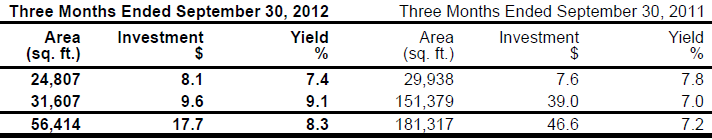 Three Months Ended September 30, 2012 Three Months Ended September 30, 2011
Area Investment Yield Area Investment Yield
(sq. ft.) $ % (sq. ft.) $ %
24,807 8.1 7.4 29,938 7.6 7.8
31,607 9.6 9.1 151,379 39.0 7.0
56,414 17.7 8.3 181,317 46.6 7.2